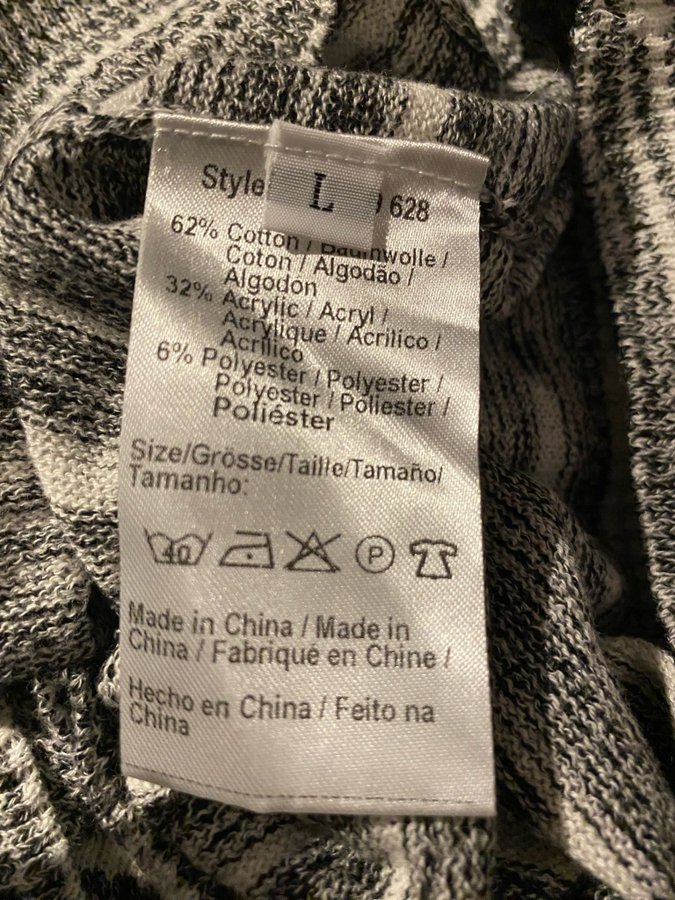 Style
L
628
62% Cotton / Baumwolle /
Coton / Algodão /
Algodon
32% Acrylic / Acryl /
Acrylique / Acrilico /
Acrilico
6% Polyester / Polyester /
Polyester / Poliester /
Poliéster
Size/Grösse/Taille/Tamaño/
Tamanho:
40
P
Made in China / Made in
China / Fabriqué en Chine /
Hecho en China / Feito na
China